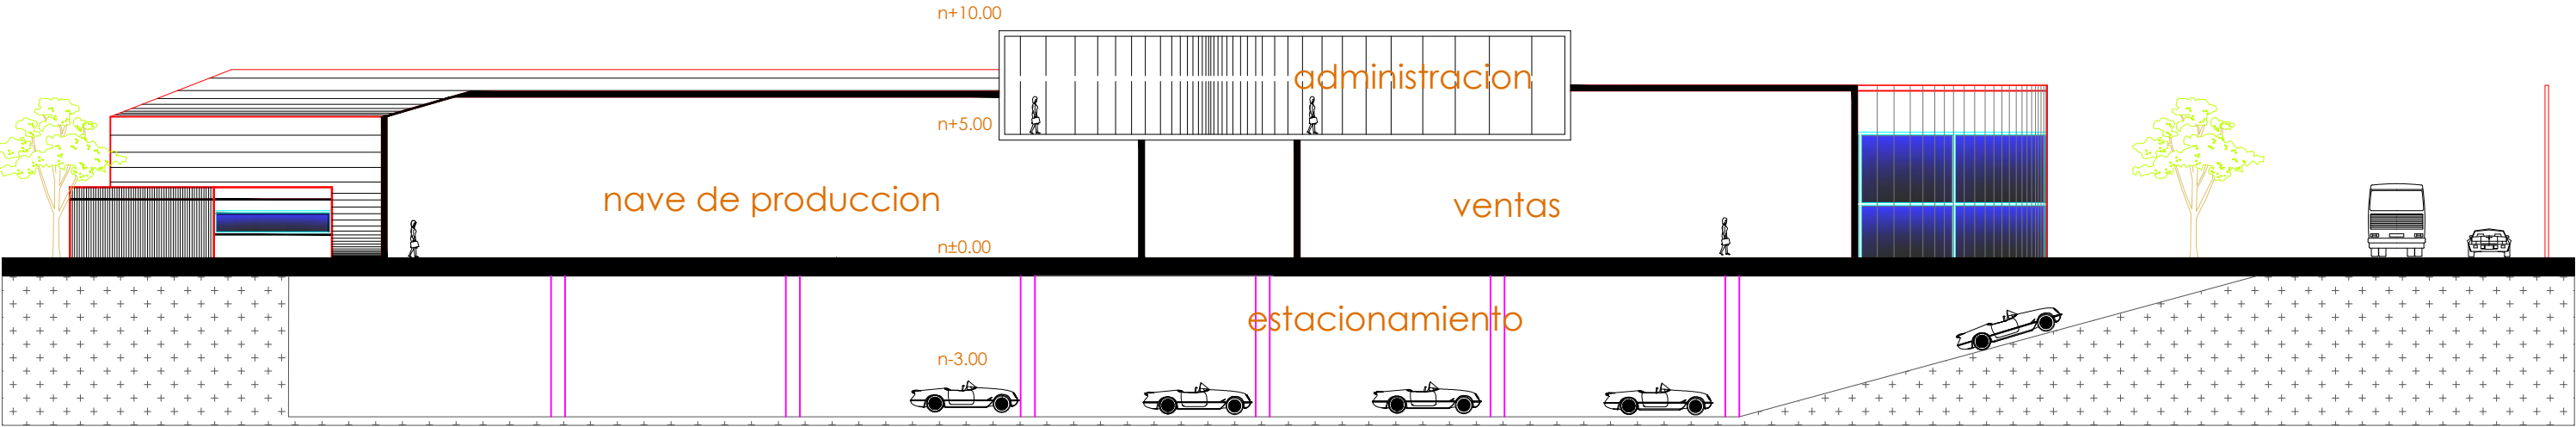 n+10.00
administracion
n+5.00
nave de produccion
ventas
n±0.00
estacionamiento
n-3.00